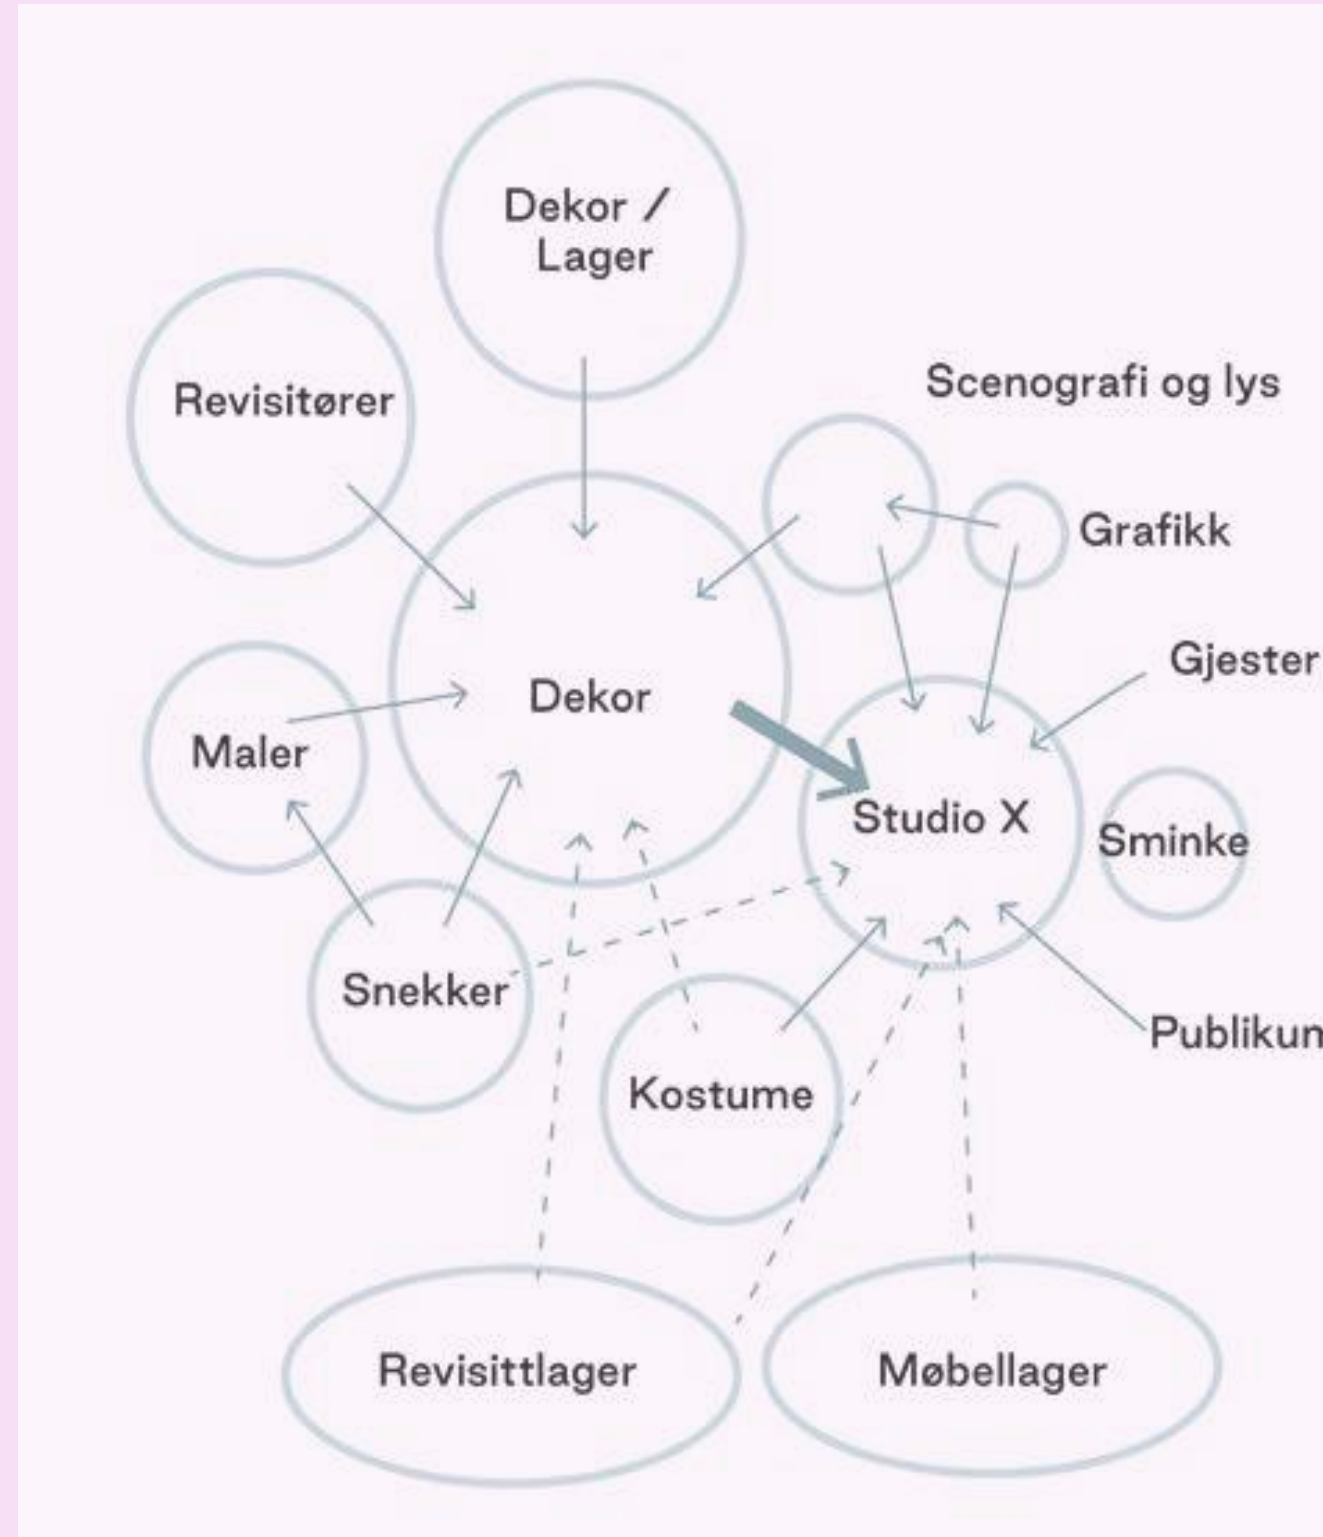 Dekor /
Lager
Revisitører
Scenografi og lys
Grafikk
Gjester
Dekor
Maler
Studio X
Sminke
Snekker
Publikum
Kostume
Revisittlager
Møbellager